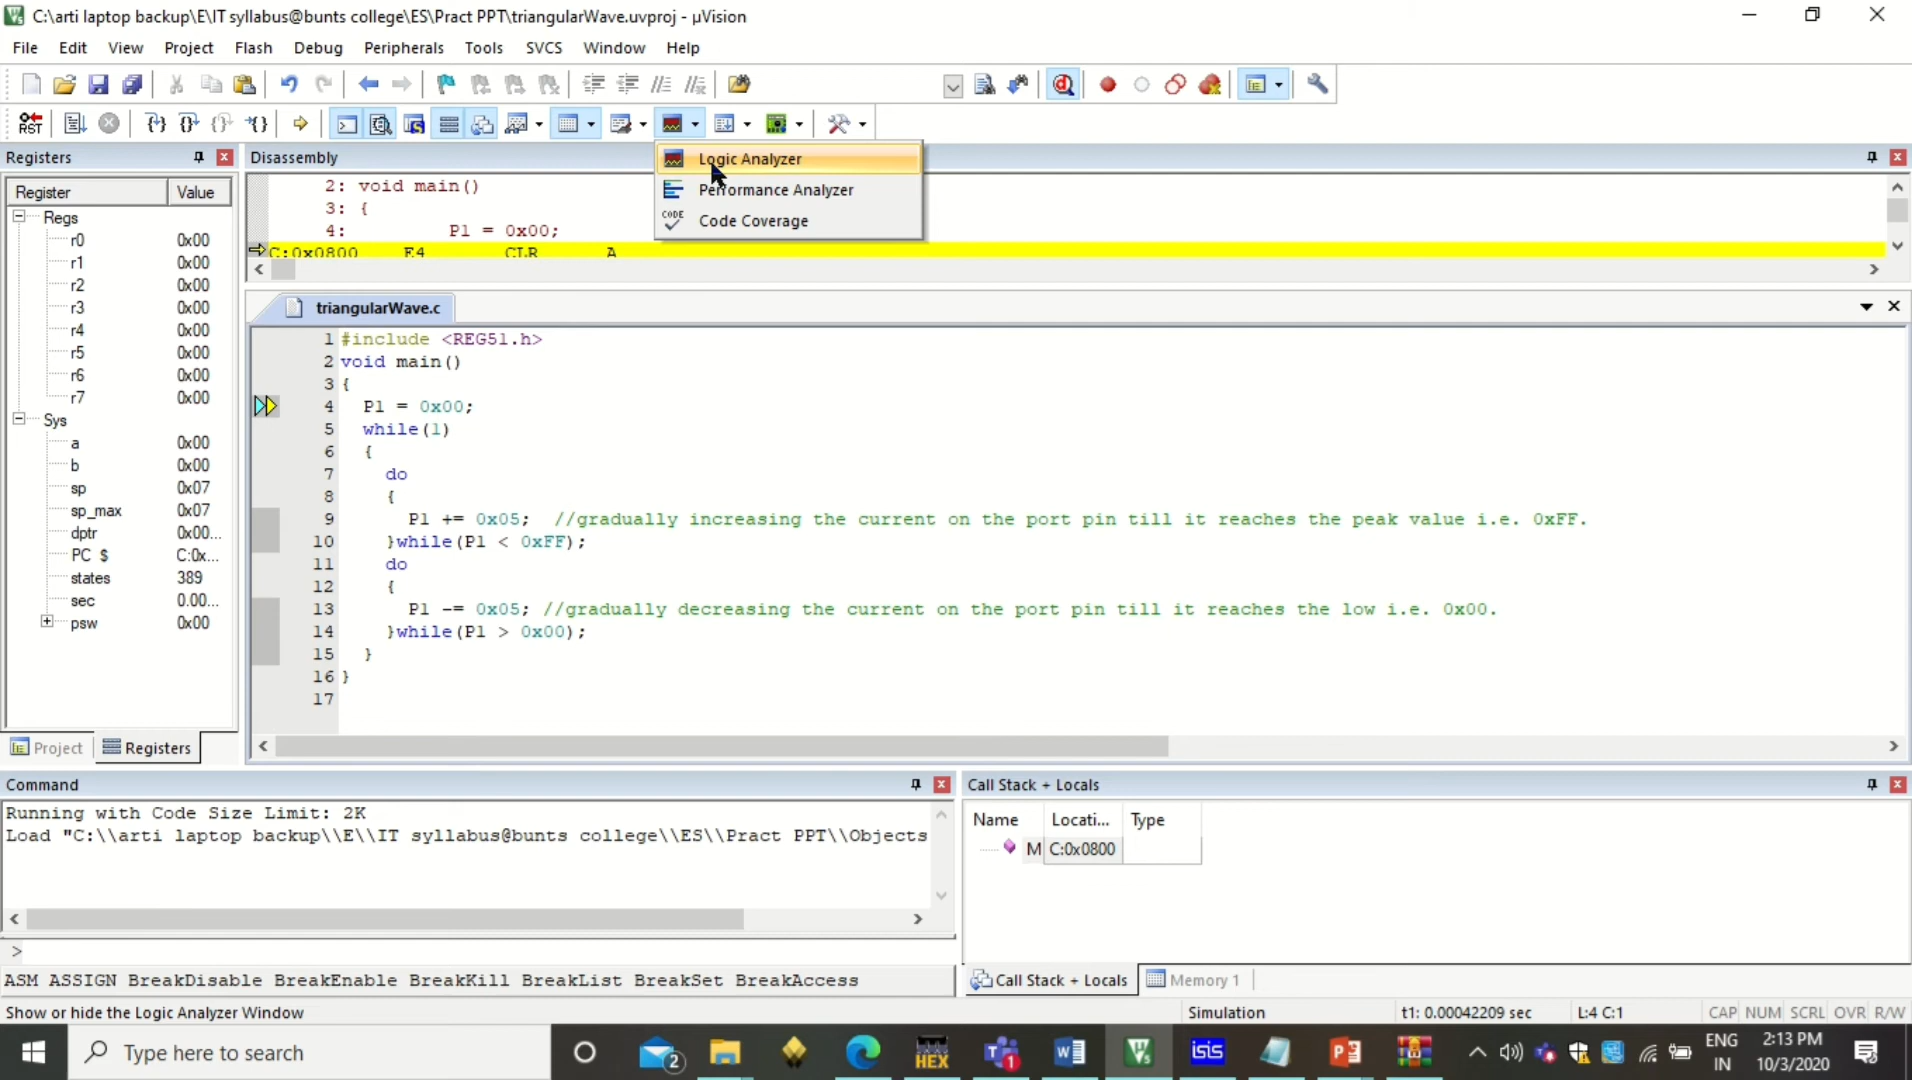 C:\arti laptop backup\E\IT syllabus@bunts college\ES\Pract PPT\triangularWave.uvproj - µVision
File Edit View Project Flash Debug Peripherals Tools SVCS Window Help
RST
Registers
Register Value
Regs
r0 0x00
r1 0x00
r2 0x00
r3 0x00
r4 0x00
r5 0x00
r6 0x00
r7 0x00
Sys
a 0x00
b 0x00
sp 0x07
sp_max 0x07
dptr 0x00...
PC $ C:0x...
states 389
sec 0.00...
psw 0x00
Project Registers
Disassembly
2: void main()
3: {
4: P1 = 0x00;
C:0x0800 E4 CLR A
Logic Analyzer
Performance Analyzer
CODE Code Coverage
triangularWave.c
1 #include <REG51.h>
2 void main()
3 {
4 P1 = 0x00;
5 while(1)
6 {
7 do
8 {
9 P1 += 0x05; //gradually increasing the current on the port pin till it reaches the peak value i.e. 0xFF.
10 }while(P1 < 0xFF);
11 do
12 {
13 P1 -= 0x05; //gradually decreasing the current on the port pin till it reaches the low i.e. 0x00.
14 }while(P1 > 0x00);
15 }
16 }
17
Command
Running with Code Size Limit: 2K
Load "C:\\arti laptop backup\\E\\IT syllabus@bunts college\\ES\\Pract PPT\\Objects
>
ASM ASSIGN BreakDisable BreakEnable BreakKill BreakList BreakSet BreakAccess
Call Stack + Locals
Name Locati... Type
M C:0x0800
Call Stack + Locals Memory 1
Show or hide the Logic Analyzer Window
Simulation t1: 0.00042209 sec L:4 C:1 CAP NUM SCRL OVR R/W
Type here to search
2
HEX
1
isis
ENG
IN
2:13 PM
10/3/2020